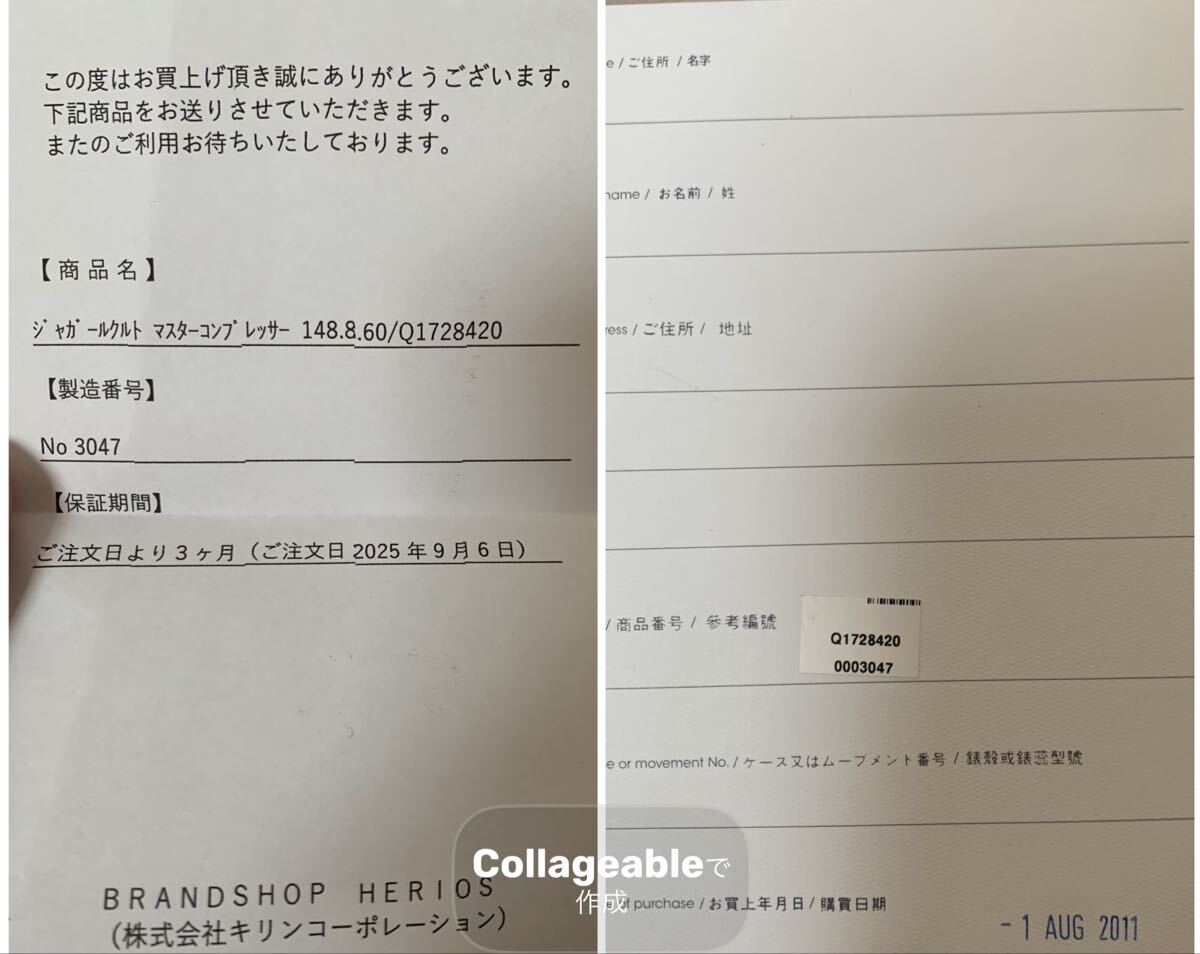 この度はお買上げ頂き誠にありがとうございます。
下記商品をお送りさせていただきます。
またのご利用お待ちいたしております。
【商品名】
ジャガールクルト マスターコンプレッサー 148.8.60/Q1728420
【製造番号】
No 3047
【保証期間】
ご注文日より3ヶ月（ご注文日 2025 年 9 月 6 日）
BRANDSHOP HERIOS
(株式会社キリンコーポレーション)
e / ご住所 / 名字
name / お名前 / 姓
ress / ご住所 / 地址
/ 商品番号 / 參考編號
Q1728420
0003047
e or movement No. / ケース又はムーブメント番号 / 錶殼或錶蕊型號
e of purchase / お買上年月日 / 購買日期
- 1 AUG 2011
Collageableで
作成